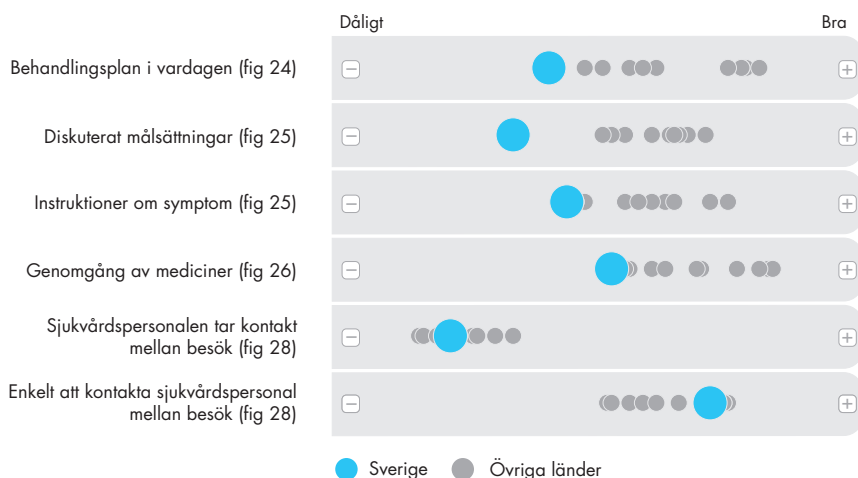 Dåligt Bra
Behandlingsplan i vardagen (fig 24)
Diskuterat målsättningar (fig 25)
Instruktioner om symptom (fig 25)
Genomgång av mediciner (fig 26)
Sjukvårdspersonalen tar kontakt
mellan besök (fig 28)
Enkelt att kontakta sjukvårdspersonal
mellan besök (fig 28)
Sverige Övriga länder